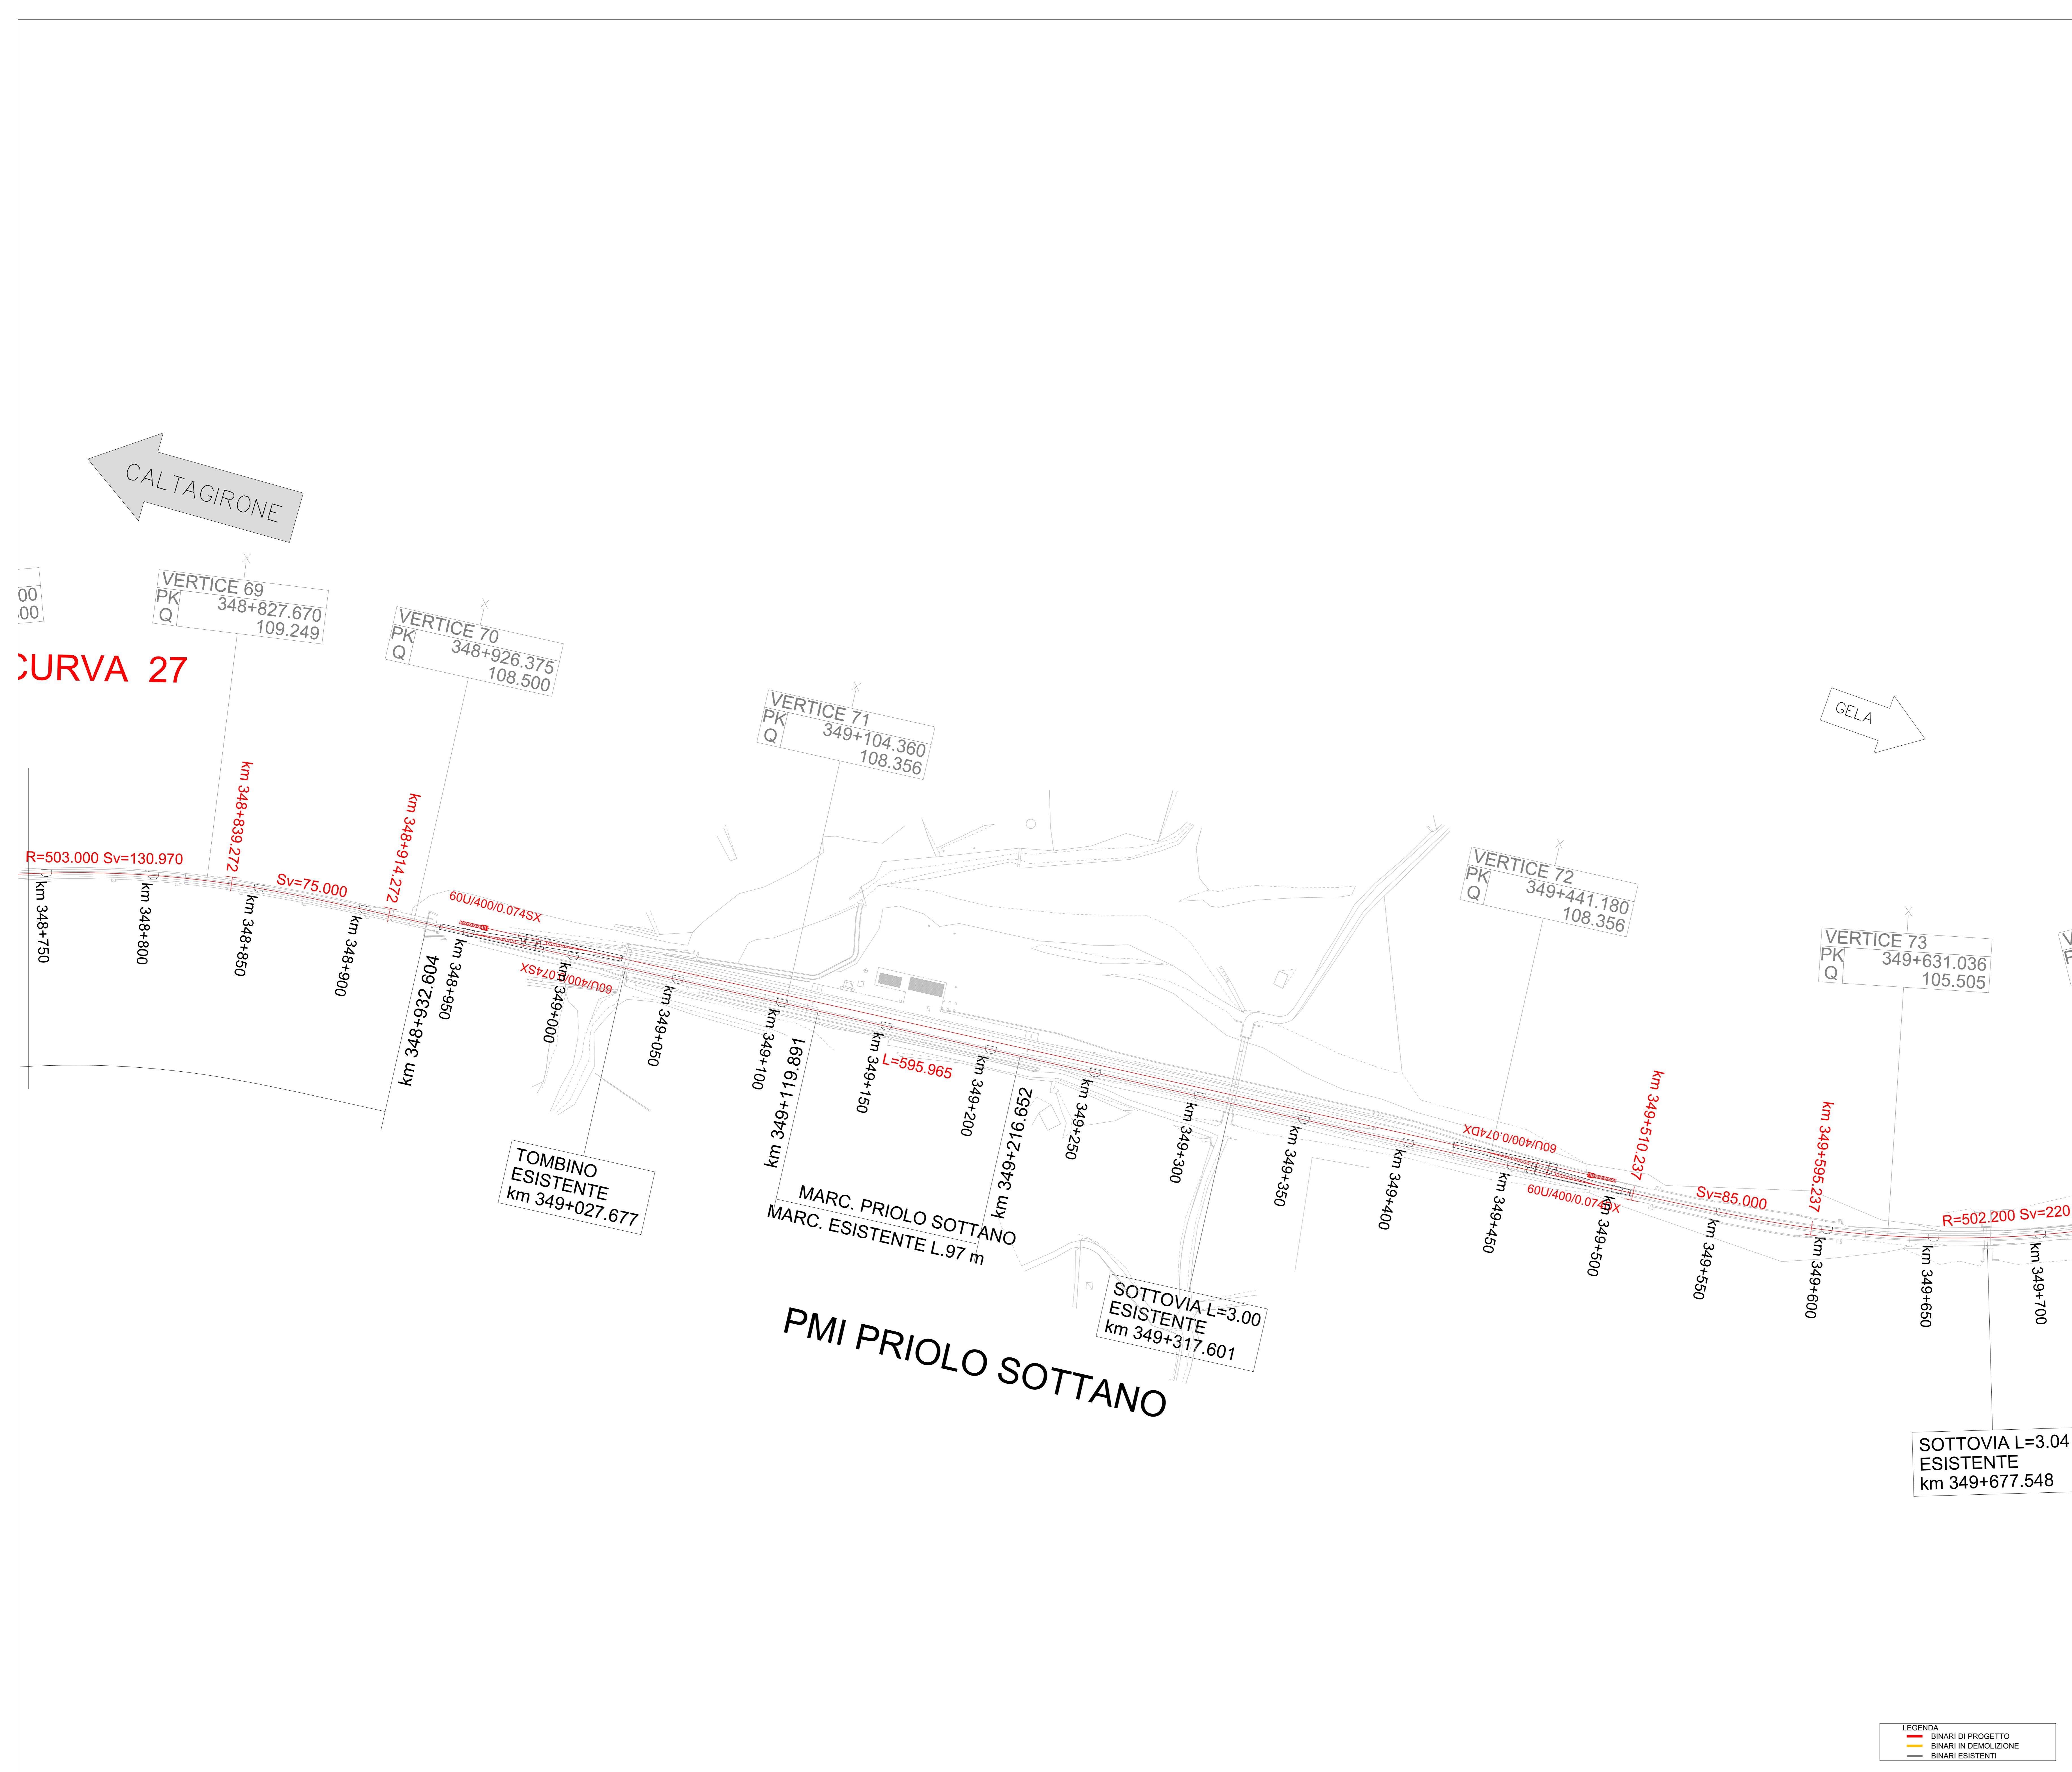 CALTAGIRONE
00
00
VERTICE 69
PK 348+827.670
Q 109.249
VERTICE 70
PK 348+926.375
Q 108.500
CURVA 27
VERTICE 71
PK 349+104.360
Q 108.356
GELA
VERTICE 72
PK 349+441.180
Q 108.356
VERTICE 73
PK 349+631.036
Q 105.505
R=503.000 Sv=130.970
km 348+839.272
Sv=75.000
km 348+914.272
60U/400/0.074SX
60U/400/0.074SX
km 348+750
km 348+800
km 348+850
km 348+900
km 348+932.604
km 348+950
km 349+000
km 349+050
km 349+100
km 349+119.891
km 349+150
L=595.965
km 349+200
km 349+216.652
km 349+250
km 349+300
km 349+350
km 349+400
km 349+450
60U/400/0.074DX
60U/400/0.074DX
km 349+500
km 349+510.237
Sv=85.000
km 349+550
km 349+595.237
km 349+600
R=502.200 Sv=220
km 349+650
km 349+700
TOMBINO
ESISTENTE
km 349+027.677
MARC. PRIOLO SOTTANO
MARC. ESISTENTE L.97 m
SOTTOVIA L=3.00
ESISTENTE
km 349+317.601
PMI PRIOLO SOTTANO
SOTTOVIA L=3.04
ESISTENTE
km 349+677.548
LEGENDA
BINARI DI PROGETTO
BINARI IN DEMOLIZIONE
BINARI ESISTENTI